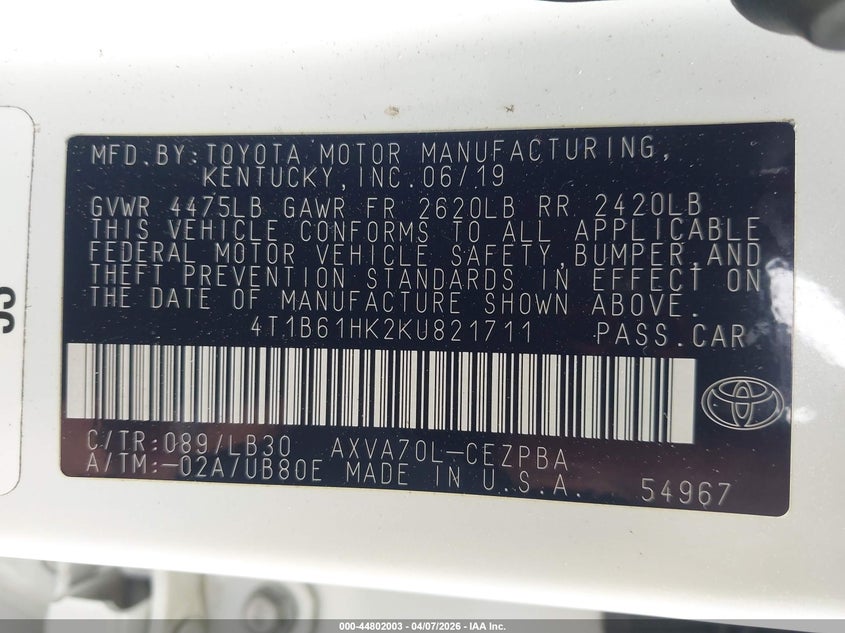 MFD.BY:TOYOTA MOTOR MANUFACTURING,
KENTUCKY,INC.06/19
GVWR 4475LB GAWR FR 2620LB RR 2420LB
THIS VEHICLE CONFORMS TO ALL APPLICABLE
FEDERAL MOTOR VEHICLE SAFETY,BUMPER,AND
THEFT PREVENTION STANDARDS IN EFFECT ON
THE DATE OF MANUFACTURE SHOWN ABOVE.
4T1B61HK2KU821711 PASS.CAR
C/TR:089/LB30 AXVA70L-CEZPBA
A/TM:-02A/UB80E MADE IN U.S.A. 54967
000-44802003 - 04/07/2026 - IAA Inc.